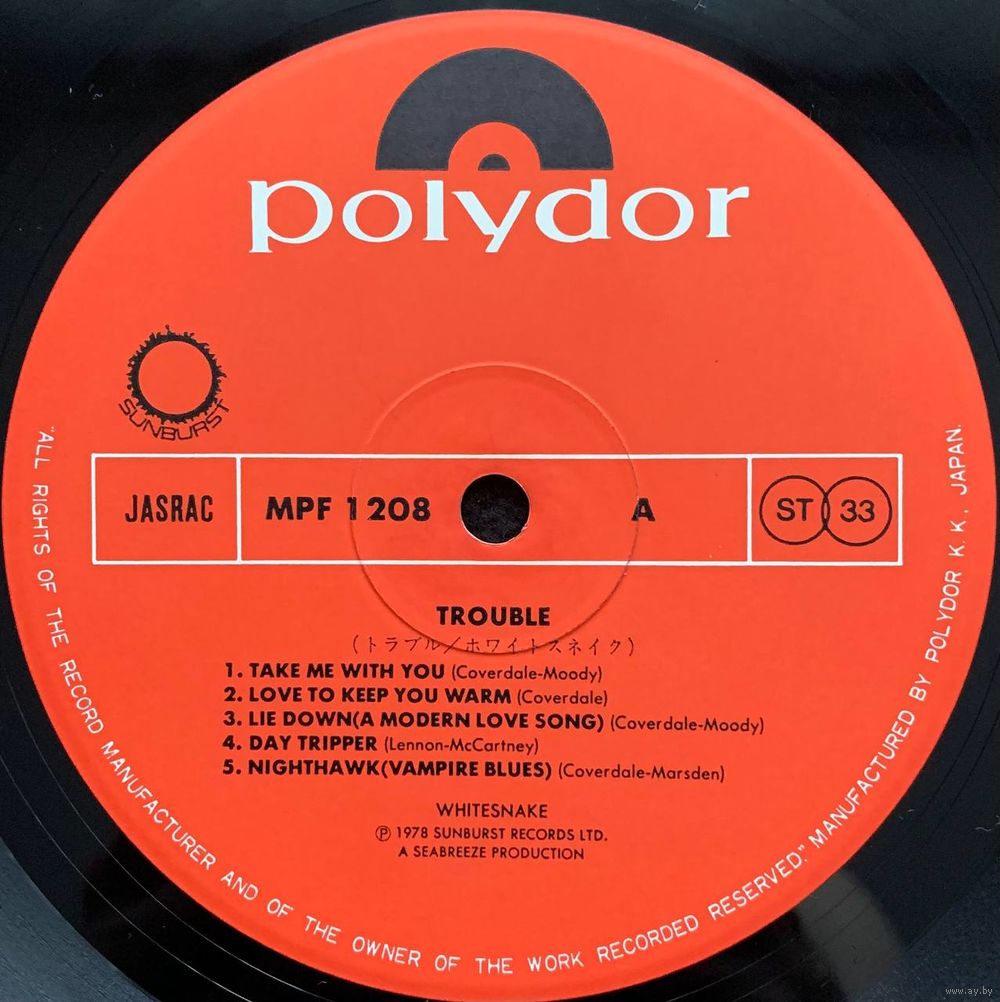 polydor
SUNBURST
JASRAC
MPF 1208
A
ST 33
TROUBLE
(トラブル/ホワイトスネイク)
1. TAKE ME WITH YOU (Coverdale-Moody)
2. LOVE TO KEEP YOU WARM (Coverdale)
3. LIE DOWN(A MODERN LOVE SONG) (Coverdale-Moody)
4. DAY TRIPPER (Lennon-McCartney)
5. NIGHTHAWK(VAMPIRE BLUES) (Coverdale-Marsden)
WHITESNAKE
Ⓟ 1978 SUNBURST RECORDS LTD.
A SEABREEZE PRODUCTION
"ALL RIGHTS OF THE RECORD MANUFACTURER AND OF THE OWNER OF THE WORK RECORDED RESERVED." MANUFACTURED BY POLYDOR K. K., JAPAN.
www.ay.by